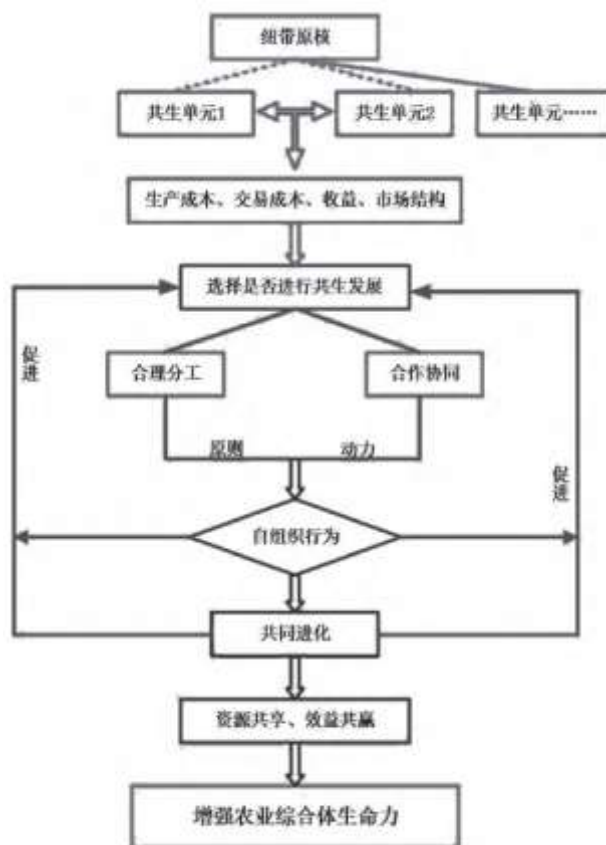 纽带原核
共生单元1
共生单元2
共生单元……
生产成本、交易成本、收益、市场结构
选择是否进行共生发展
促进
合理分工
合作协同
原则
动力
促进
自组织行为
共同进化
资源共享、效益共赢
增强农业综合体生命力